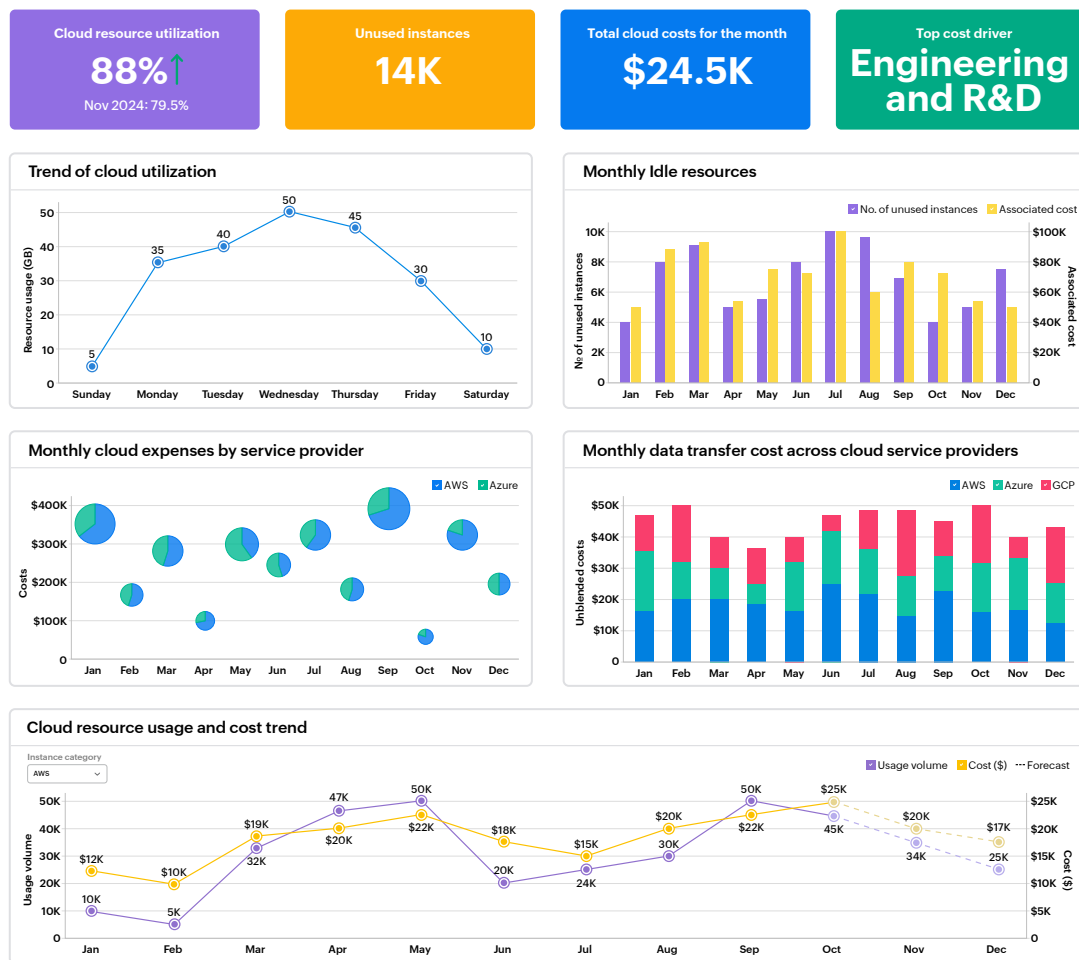 Cloud resource utilization
88%↑
Nov 2024: 79.5%
Unused instances
14K
Total cloud costs for the month
$24.5K
Top cost driver
Engineering
and R&D
Trend of cloud utilization
Resource usage (GB)
50
40
30
20
10
0
5
35
40
50
45
30
10
Sunday Monday Tuesday Wednesday Thursday Friday Saturday
Monthly Idle resources
No. of unused instances Associated cost
№ of unused instances
10K
8K
6K
4K
2K
0
$100K
$80K
$60K
$40K
$20K
0
Associated cost
Jan Feb Mar Apr May Jun Jul Aug Sep Oct Nov Dec
Monthly cloud expenses by service provider
AWS Azure
Costs
$400K
$300K
$200K
$100K
0
Jan Feb Mar Apr May Jun Jul Aug Sep Oct Nov Dec
Monthly data transfer cost across cloud service providers
AWS Azure GCP
Unblended costs
$50K
$40K
$30K
$20K
$10K
0
Jan Feb Mar Apr May Jun Jul Aug Sep Oct Nov Dec
Cloud resource usage and cost trend
Instance category
AWS
Usage volume Cost ($) Forecast
Usage volume
50K
40K
30K
20K
10K
0
$12K $10K $19K $20K $22K $18K $15K $20K $22K $25K $20K $17K
10K 5K 32K 47K 50K 20K 24K 30K 50K 45K 34K 25K
$25K
$20K
$15K
$10K
$5K
0
Cost ($)
Jan Feb Mar Apr May Jun Jul Aug Sep Oct Nov Dec